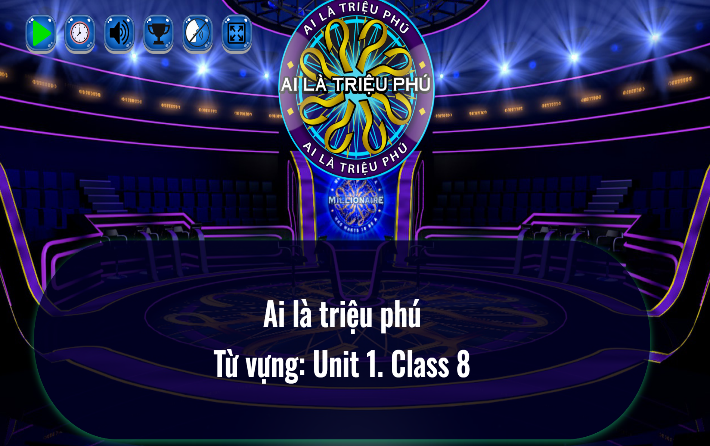 AI LÀ TRIỆU PHÚ
AI LÀ TRIỆU PHÚ
AI LÀ TRIỆU PHÚ
MILLIONAIRE
Ai là triệu phú
Từ vựng: Unit 1. Class 8